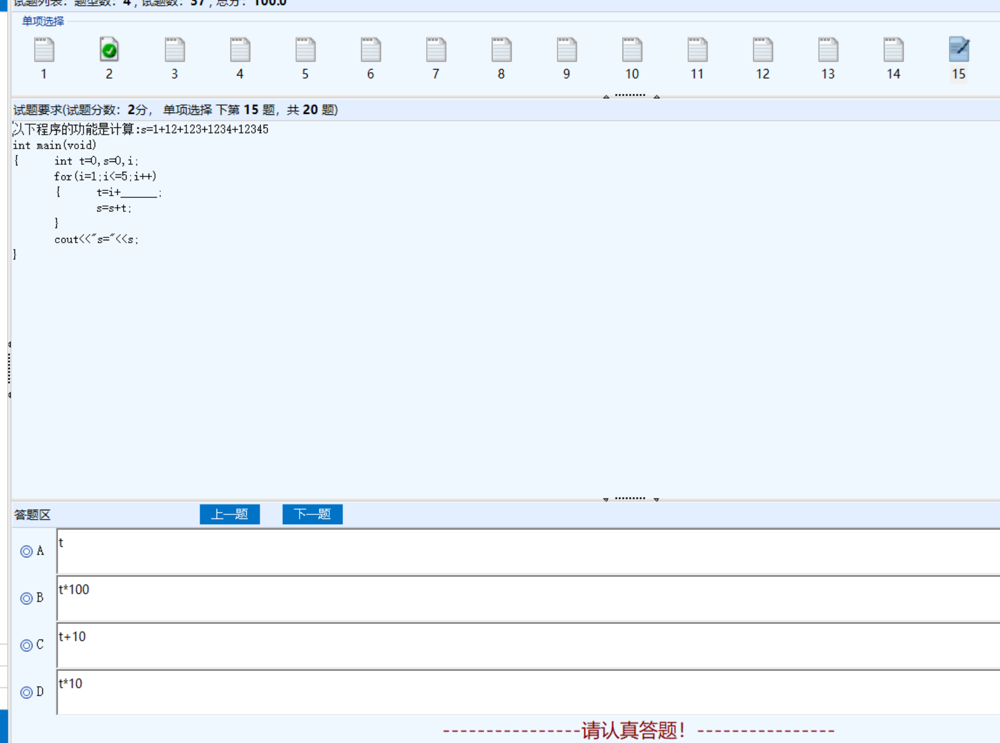 试题列表：题型数：4，试题数：37，总分：100.0
单项选择
1 2 3 4 5 6 7 8 9 10 11 12 13 14 15
试题要求(试题分数：2分， 单项选择 下第 15 题，共 20 题)
以下程序的功能是计算:s=1+12+123+1234+12345
int main(void)
{ int t=0,s=0,i;
for(i=1;i<=5;i++)
{ t=i+______;
s=s+t;
}
cout<<"s="<<s;
}
答题区 上一题 下一题
A t
B t*100
C t+10
D t*10
----------------请认真答题！----------------